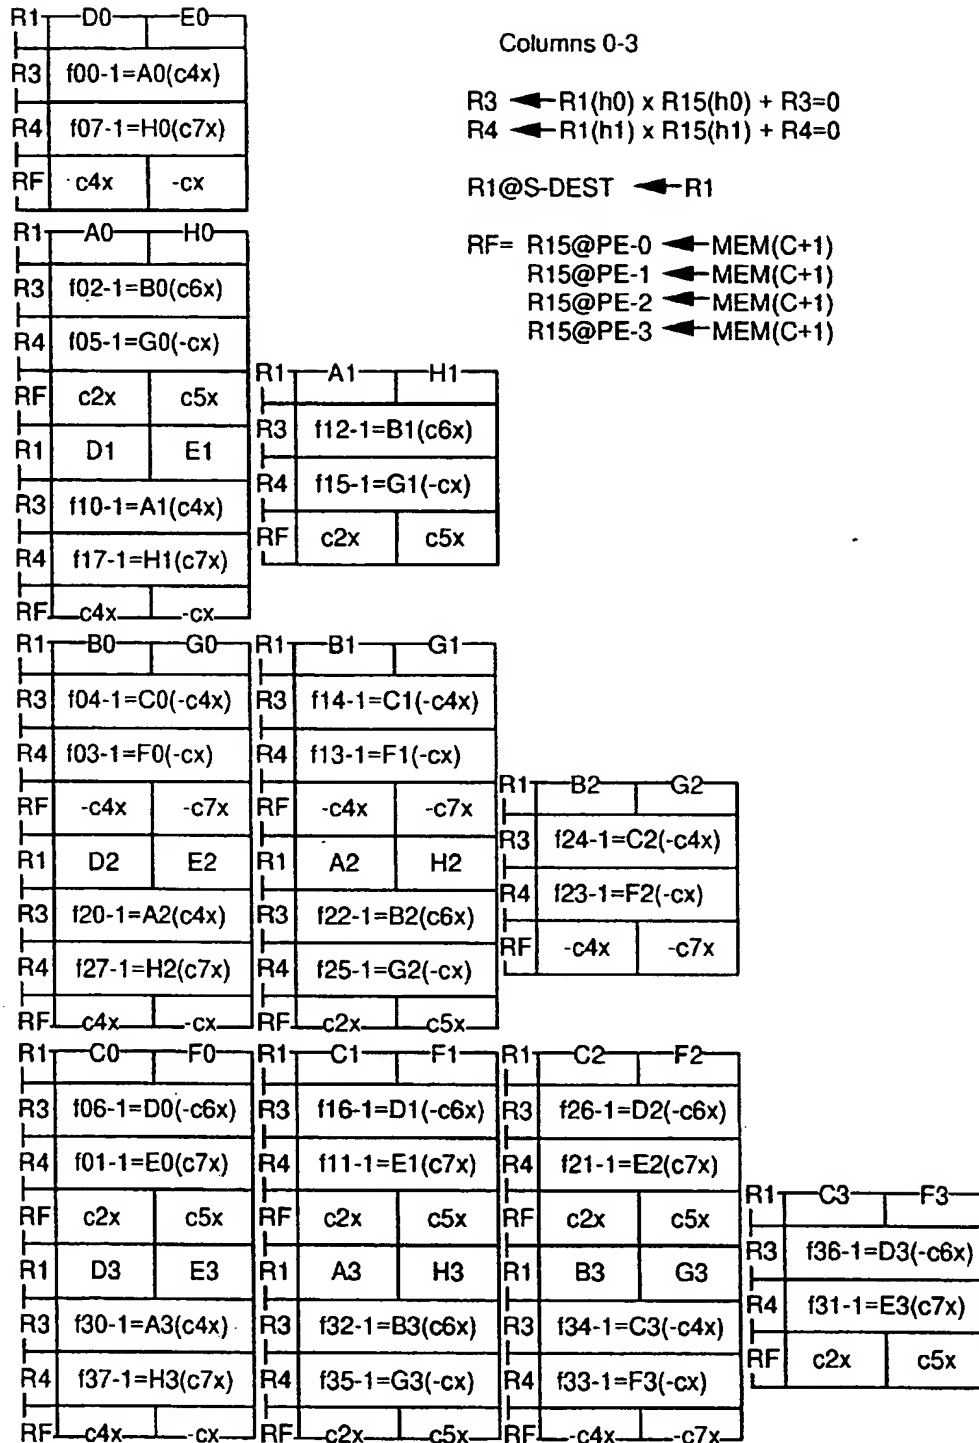 R1 D0 E0
R3 f00-1=A0(c4x)
R4 f07-1=H0(c7x)
RF c4x -cx
Columns 0-3
R3 ◄ R1(h0) x R15(h0) + R3=0
R4 ◄ R1(h1) x R15(h1) + R4=0
R1@S-DEST ◄ R1
RF= R15@PE-0 ◄ MEM(C+1)
R15@PE-1 ◄ MEM(C+1)
R15@PE-2 ◄ MEM(C+1)
R15@PE-3 ◄ MEM(C+1)
R1 A0 H0
R3 f02-1=B0(c6x)
R4 f05-1=G0(-cx)
RF c2x c5x
R1 D1 E1
R3 f10-1=A1(c4x)
R4 f17-1=H1(c7x)
RF c4x -cx
R1 A1 H1
R3 f12-1=B1(c6x)
R4 f15-1=G1(-cx)
RF c2x c5x
R1 B0 G0
R3 f04-1=C0(-c4x)
R4 f03-1=F0(-cx)
RF -c4x -c7x
R1 D2 E2
R3 f20-1=A2(c4x)
R4 f27-1=H2(c7x)
RF c4x -cx
R1 B1 G1
R3 f14-1=C1(-c4x)
R4 f13-1=F1(-cx)
RF -c4x -c7x
R1 A2 H2
R3 f22-1=B2(c6x)
R4 f25-1=G2(-cx)
RF c2x c5x
R1 B2 G2
R3 f24-1=C2(-c4x)
R4 f23-1=F2(-cx)
RF -c4x -c7x
R1 C0 F0
R3 f06-1=D0(-c6x)
R4 f01-1=E0(c7x)
RF c2x c5x
R1 D3 E3
R3 f30-1=A3(c4x)
R4 f37-1=H3(c7x)
RF c4x -cx
R1 C1 F1
R3 f16-1=D1(-c6x)
R4 f11-1=E1(c7x)
RF c2x c5x
R1 A3 H3
R3 f32-1=B3(c6x)
R4 f35-1=G3(-cx)
RF c2x c5x
R1 C2 F2
R3 f26-1=D2(-c6x)
R4 f21-1=E2(c7x)
RF c2x c5x
R1 B3 G3
R3 f34-1=C3(-c4x)
R4 f33-1=F3(-cx)
RF -c4x -c7x
R1 C3 F3
R3 f36-1=D3(-c6x)
R4 f31-1=E3(c7x)
RF c2x c5x